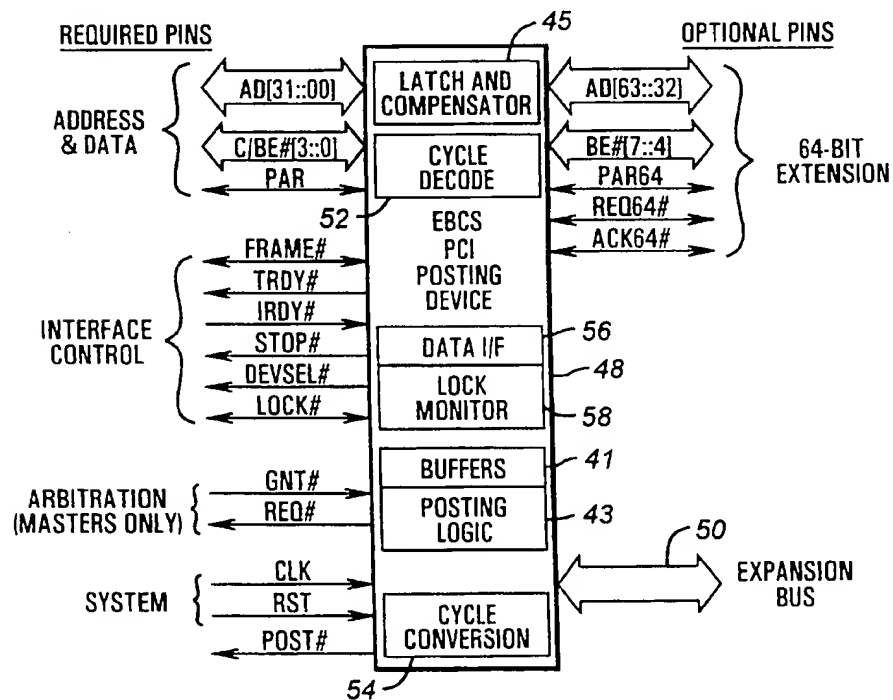 REQUIRED PINS
OPTIONAL PINS
45
ADDRESS
& DATA
AD[31::00]
C/BE#[3::0]
PAR
52
LATCH AND
COMPENSATOR
CYCLE
DECODE
EBCS
PCI
POSTING
DEVICE
AD[63::32]
BE#[7::4]
PAR64
REQ64#
ACK64#
64-BIT
EXTENSION
INTERFACE
CONTROL
FRAME#
TRDY#
IRDY#
STOP#
DEVSEL#
LOCK#
DATA I/F
LOCK
MONITOR
56
48
58
ARBITRATION
(MASTERS ONLY)
GNT#
REQ#
BUFFERS
POSTING
LOGIC
41
43
SYSTEM
CLK
RST
POST#
CYCLE
CONVERSION
54
50
EXPANSION
BUS